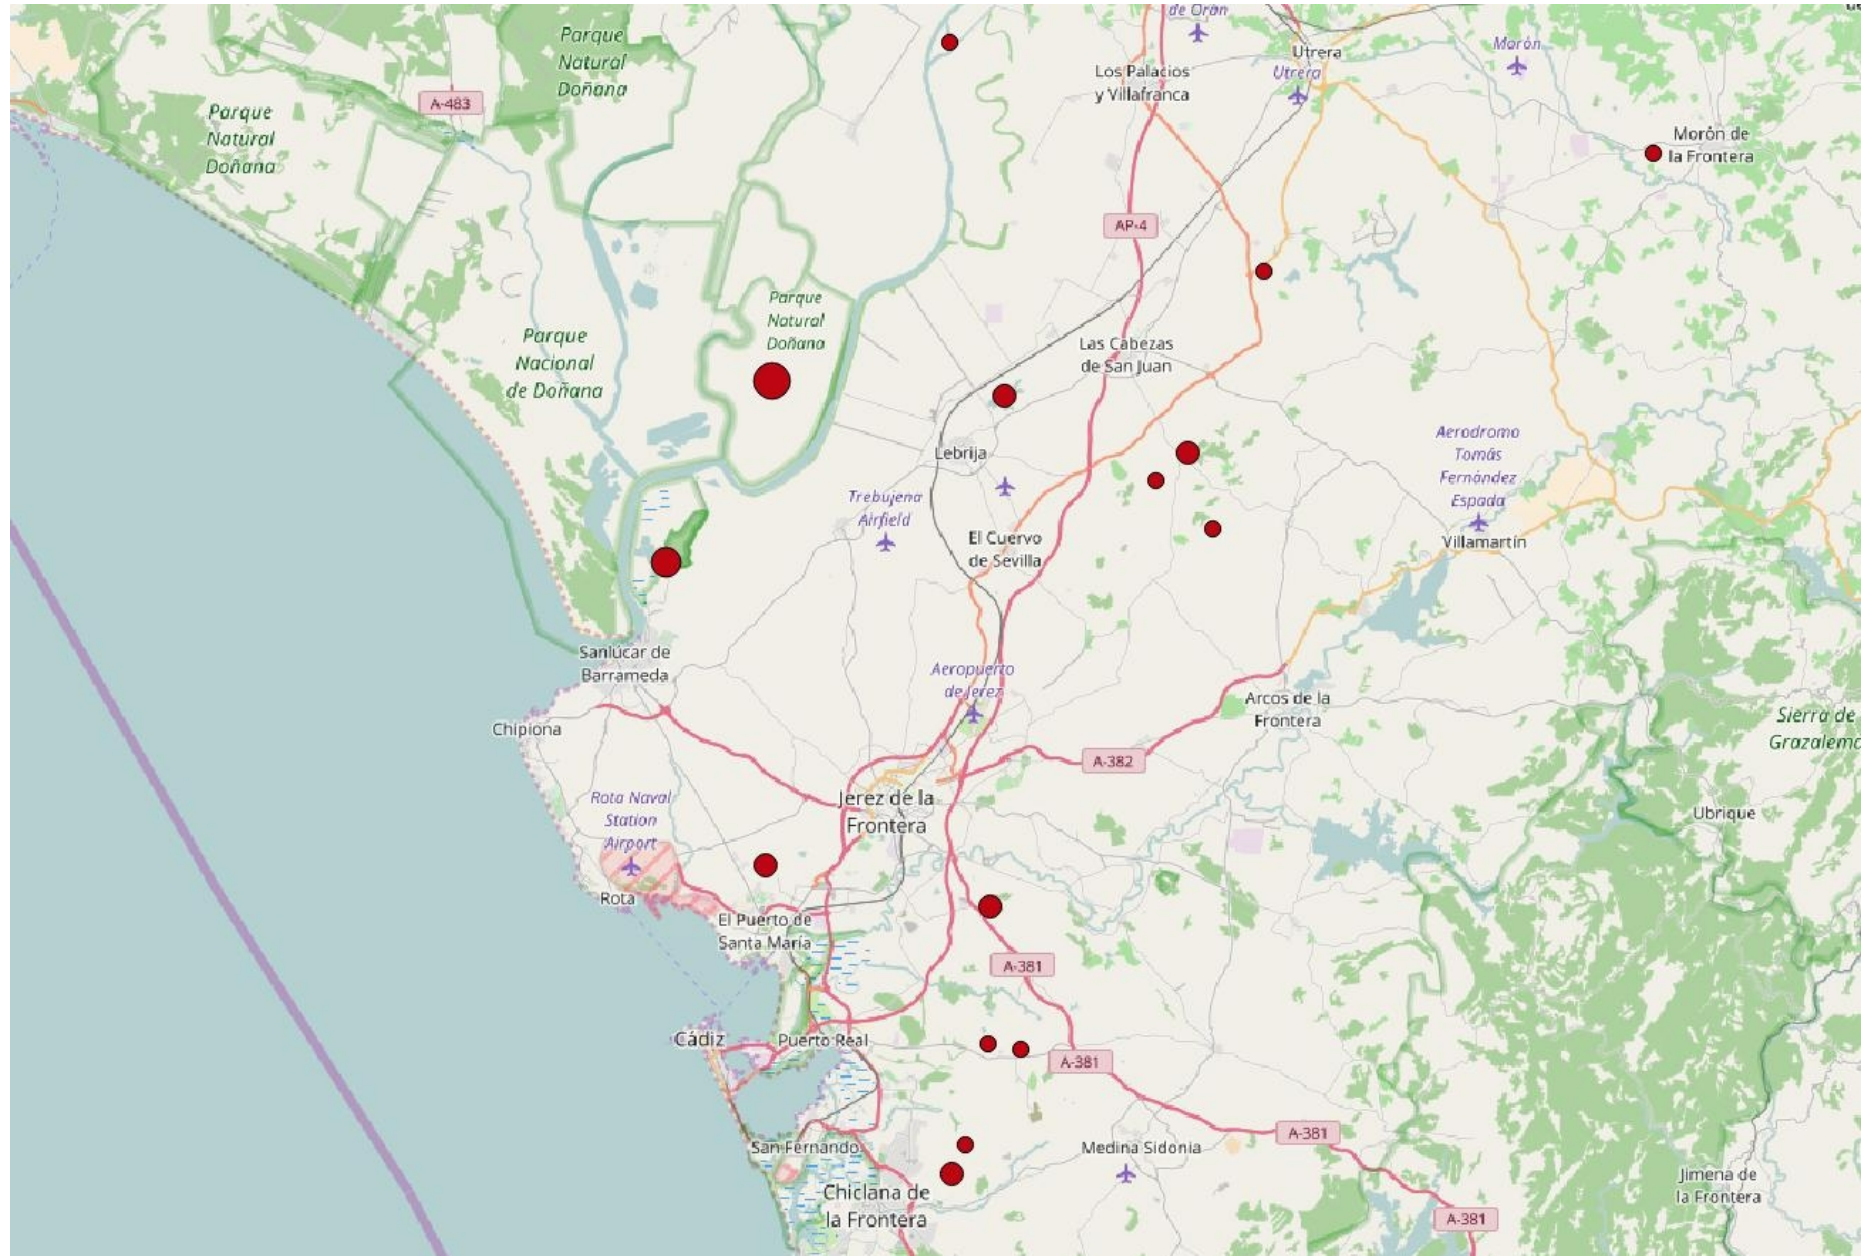 de Orán
Parque
Natural
Doñana
Utrera
Morón
Los Palacios
y Villafranca
Utrera
A-483
Parque
Natural
Doñana
Morón de
la Frontera
AP-4
Parque
Natural
Doñana
Parque
Nacional
de Doñana
Las Cabezas
de San Juan
Lebrija
Aerodromo
Tomás
Fernández
Espada
Trebujena
Airfield
El Cuervo
de Sevilla
Villamartín
Sanlúcar de
Barrameda
Aeropuerto
de Jerez
Arcos de la
Frontera
Chipiona
Sierra de
Grazalema
A-382
Rota Naval
Station
Airport
Jerez de la
Frontera
Ubrique
Rota
El Puerto de
Santa María
A-381
Cádiz
Puerto Real
A-381
A-381
San Fernando
Medina Sidonia
Chiclana de
la Frontera
Jimena de
la Frontera
A-381